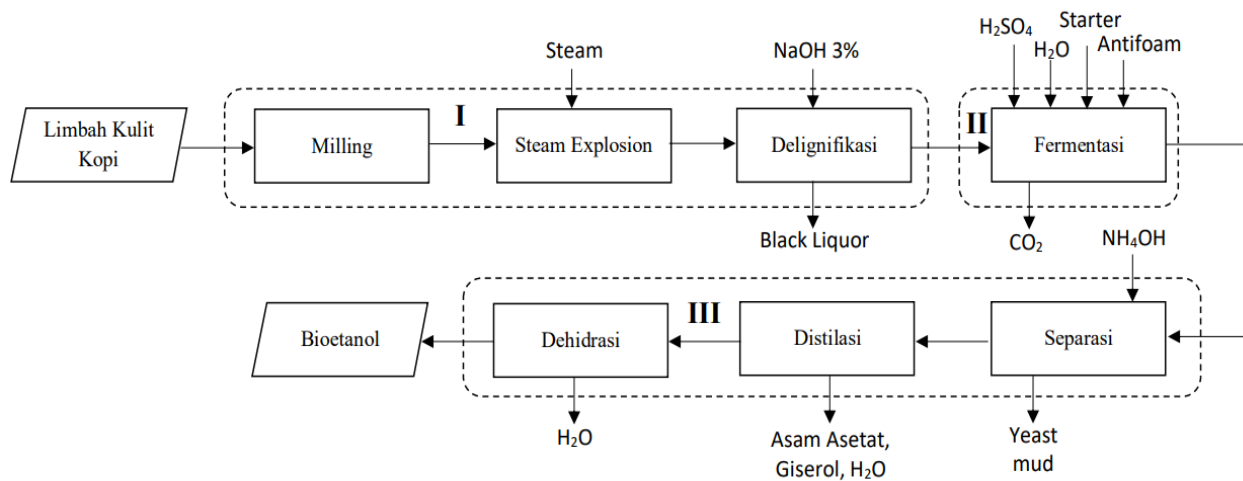 H₂SO₄
Starter
H₂O
Antifoam
Steam
NaOH 3%
Limbah Kulit
Kopi
Milling
I
Steam Explosion
Delignifikasi
II
Fermentasi
Black Liquor
CO₂
NH₄OH
Bioetanol
Dehidrasi
III
Distilasi
Separasi
H₂O
Asam Asetat,
Giserol, H₂O
Yeast
mud